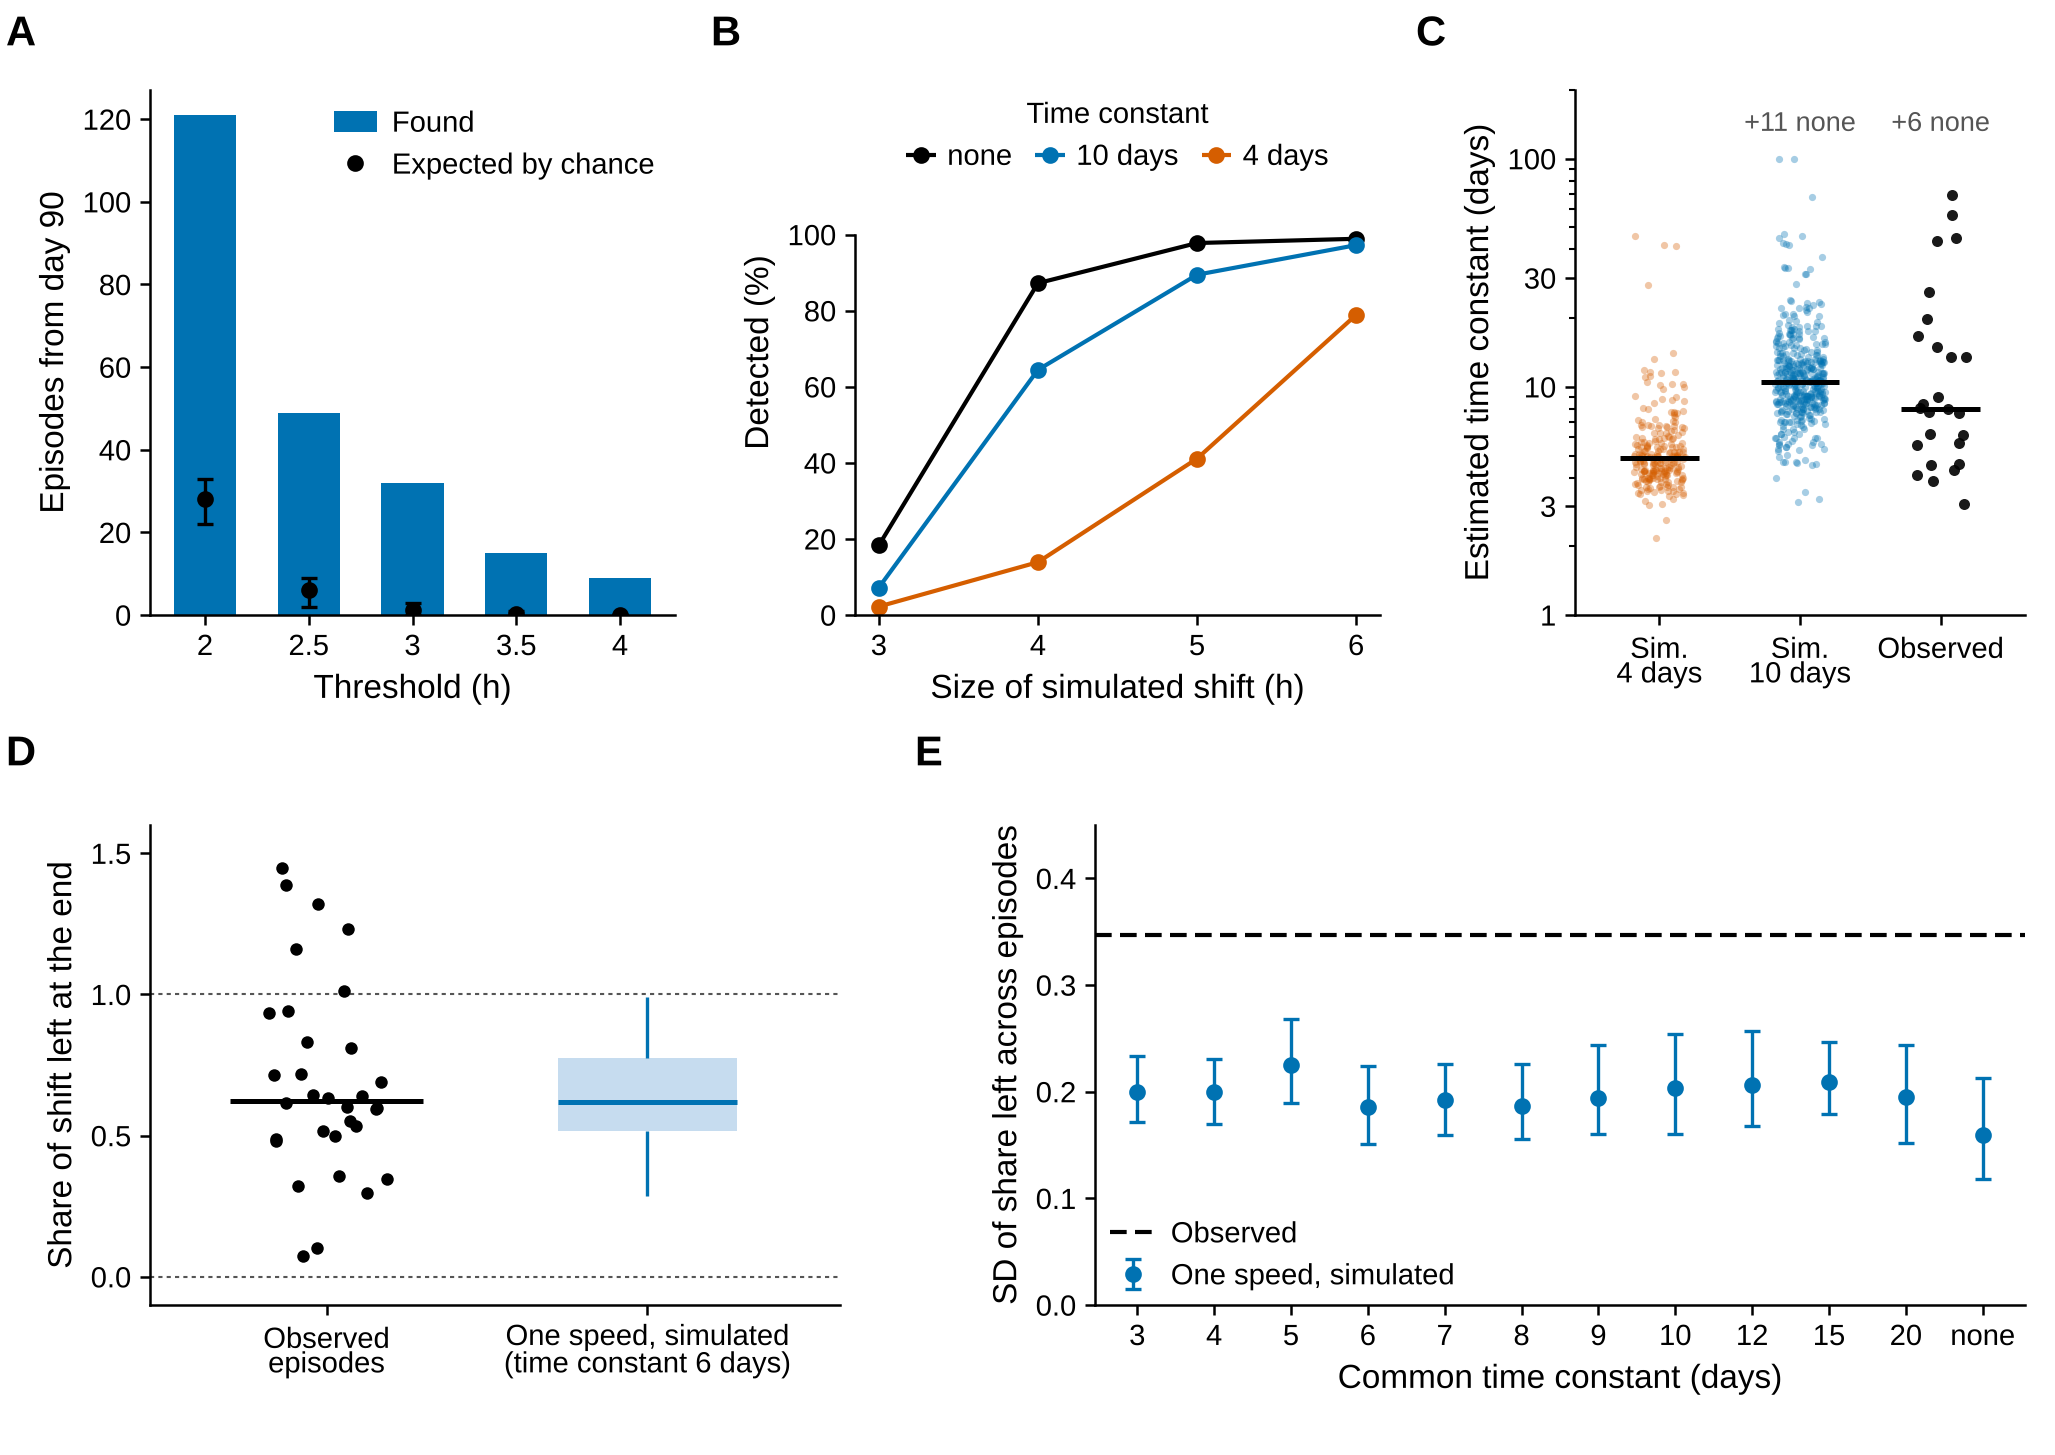 A
Episodes from day 90
120
100
80
60
40
20
0
Found
Expected by chance
2
2.5
3
3.5
4
Threshold (h)
B
Time constant
none
10 days
4 days
Detected (%)
100
80
60
40
20
0
3
4
5
6
Size of simulated shift (h)
C
Estimated time constant (days)
100
30
10
3
1
+11 none
+6 none
Sim.
4 days
Sim.
10 days
Observed
D
Share of shift left at the end
1.5
1.0
0.5
0.0
Observed
episodes
One speed, simulated
(time constant 6 days)
E
SD of share left across episodes
0.4
0.3
0.2
0.1
0.0
Observed
One speed, simulated
3
4
5
6
7
8
9
10
12
15
20
none
Common time constant (days)